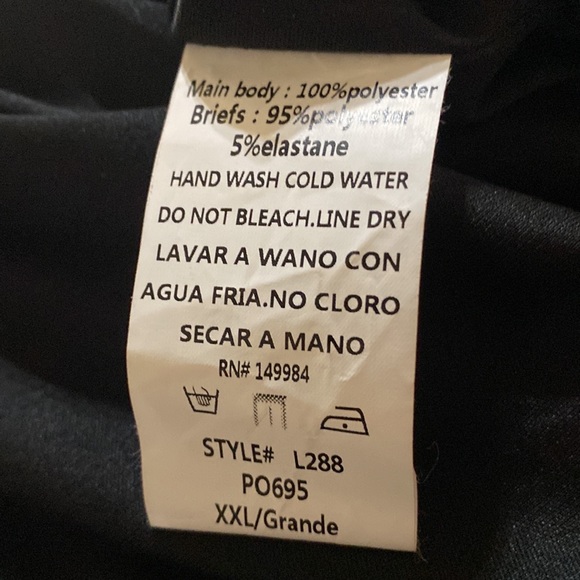 Main body : 100%polyester
Briefs : 95%polyester
5%elastane
HAND WASH COLD WATER
DO NOT BLEACH.LINE DRY
LAVAR A WANO CON
AGUA FRIA.NO CLORO
SECAR A MANO
RN# 149984
STYLE# L288
PO695
XXL/Grande